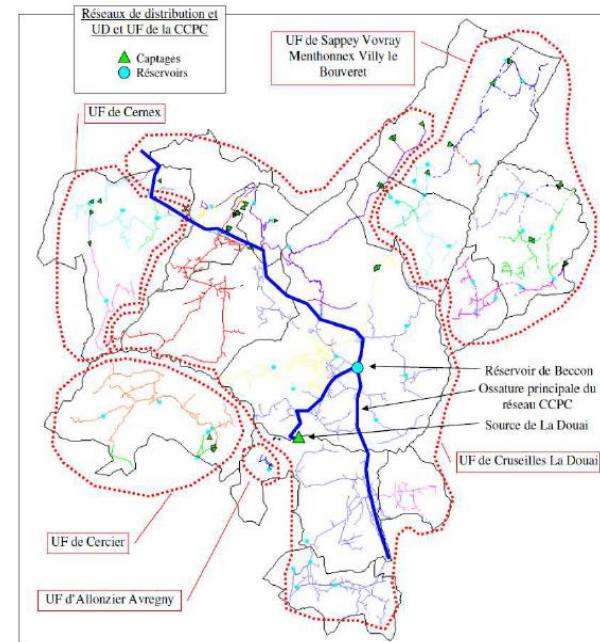 Réseaux de distribution et
UD et UF de la CCPC
Captages
Réservoirs
UF de Sappey Vovray
Menthonnex Villy le
Bouveret
UF de Cernex
Réservoir de Beccon
Ossature principale du
réseau CCPC
Source de La Douai
UF de Cruseilles La Douai
UF de Cercier
UF d'Allonzier Avregny